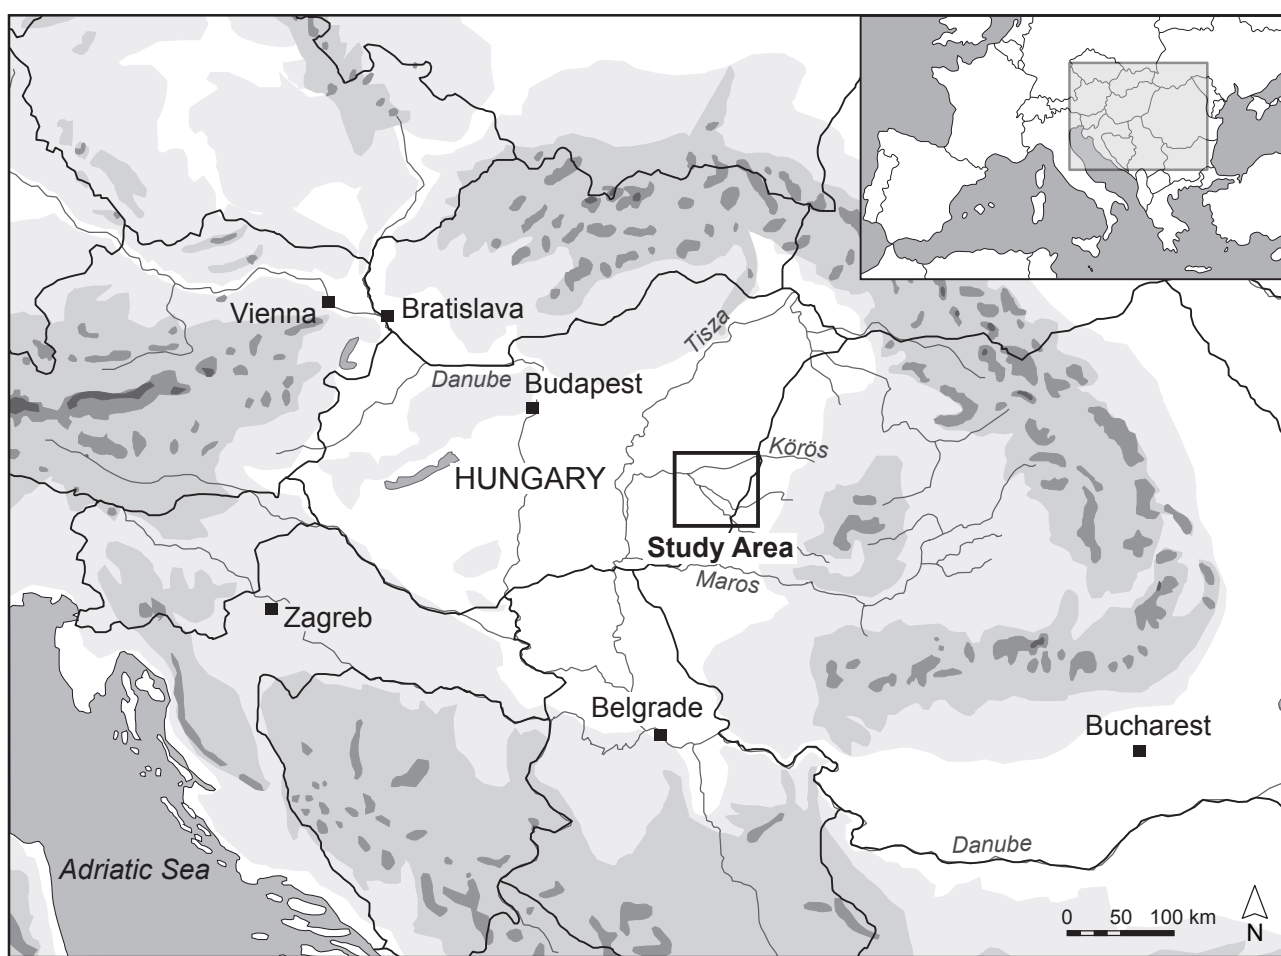 Vienna
Bratislava
Tisza
Danube
Budapest
Körös
HUNGARY
Study Area
Maros
Zagreb
Belgrade
Bucharest
Danube
Adriatic Sea
0 50 100 km
N